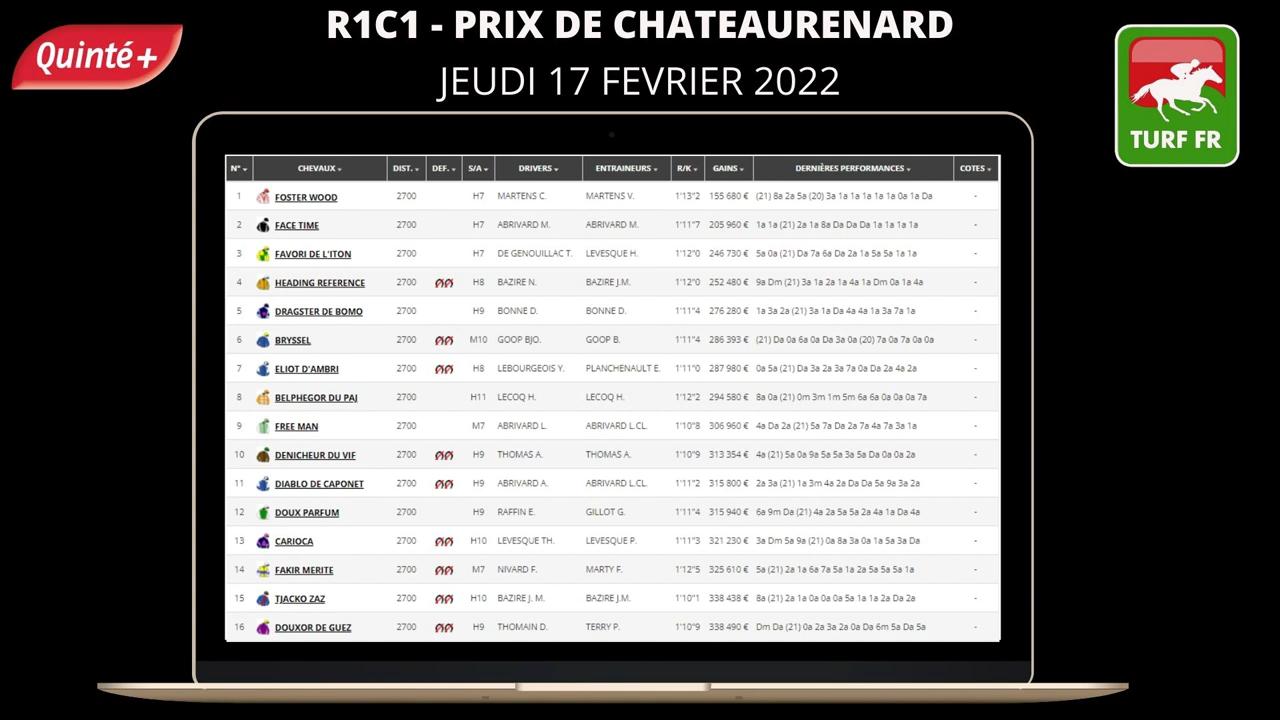 R1C1 - PRIX DE CHATEAURENARD
Quinté+
JEUDI 17 FEVRIER 2022
TURF FR
N° CHEVAUX DIST. DEF. S/A DRIVERS ENTRAINEURS R/K GAINS DERNIÈRES PERFORMANCES COTES
1 FOSTER WOOD 2700 H7 MARTENS C. MARTENS V. 1'13"2 155 680 € (21) 8a 2a 5a (20) 3a 1a 1a 1a 1a 1a 0a 1a Da -
2 FACE TIME 2700 H7 ABRIVARD M. ABRIVARD M. 1'11"7 205 960 € 1a 1a (21) 2a 1a 8a Da Da Da 1a 1a 1a 1a -
3 FAVORI DE L'ITON 2700 H7 DE GENOUILLAC T. LEVESQUE H. 1'12"0 246 730 € 5a 0a (21) Da 7a 6a Da 2a 1a 5a 5a 1a 1a -
4 HEADING REFERENCE 2700 H8 BAZIRE N. BAZIRE J.M. 1'12"0 252 480 € 9a Dm (21) 3a 1a 2a 1a 4a 1a Dm 0a 1a 4a -
5 DRAGSTER DE BOMO 2700 H9 BONNE D. BONNE D. 1'11"4 276 280 € 1a 3a 2a (21) 3a 1a Da 4a 4a 1a 3a 7a 1a -
6 BRYSSEL 2700 M10 GOOP BJO. GOOP B. 1'11"4 286 393 € (21) Da 0a 6a 0a Da 3a 0a (20) 7a 0a 7a 0a 0a -
7 ELIOT D'AMBRI 2700 H8 LEBOURGEOIS Y. PLANCHENAULT E. 1'11"0 287 980 € 0a 5a (21) Da 3a 2a 3a 7a 0a Da 2a 4a 2a -
8 BELPHEGOR DU PAJ 2700 H11 LECOQ H. LECOQ H. 1'12"2 294 580 € 8a 0a (21) 0m 3m 1m 5m 6a 6a 0a 0a 0a 7a -
9 FREE MAN 2700 M7 ABRIVARD L. ABRIVARD L.CL. 1'10"8 306 960 € 4a Da 2a (21) 5a 7a Da 2a 7a 4a 7a 3a 1a -
10 DENICHEUR DU VIF 2700 H9 THOMAS A. THOMAS A. 1'10"9 313 354 € 4a (21) 5a 0a 9a 5a 5a 3a 5a Da 0a 0a 2a -
11 DIABLO DE CAPONET 2700 H9 ABRIVARD A. ABRIVARD L.CL. 1'11"2 315 800 € 2a 3a (21) 1a 3m 4a 2a Da Da 5a 9a 3a 2a -
12 DOUX PARFUM 2700 H9 RAFFIN E. GILLOT G. 1'11"4 315 940 € 6a 9m Da (21) 4a 2a 5a 5a 2a 4a 1a Da 4a -
13 CARIOCA 2700 H10 LEVESQUE TH. LEVESQUE P. 1'11"3 321 230 € 3a Dm 5a 9a (21) 0a 8a 3a 0a 1a 5a 3a Da -
14 FAKIR MERITE 2700 M7 NIVARD F. MARTY F. 1'12"5 325 610 € 5a (21) 2a 1a 6a 7a 5a 1a 2a 5a 5a 5a 1a -
15 TJACKO ZAZ 2700 H10 BAZIRE J. M. BAZIRE J.M. 1'10"1 338 438 € 8a (21) 2a 1a 0a 0a 0a 5a 1a 1a 2a Da 2a -
16 DOUXOR DE GUEZ 2700 H9 THOMAIN D. TERRY P. 1'10"9 338 490 € Dm Da (21) 0a 2a 3a 2a 0a Da 6m 5a Da 5a -